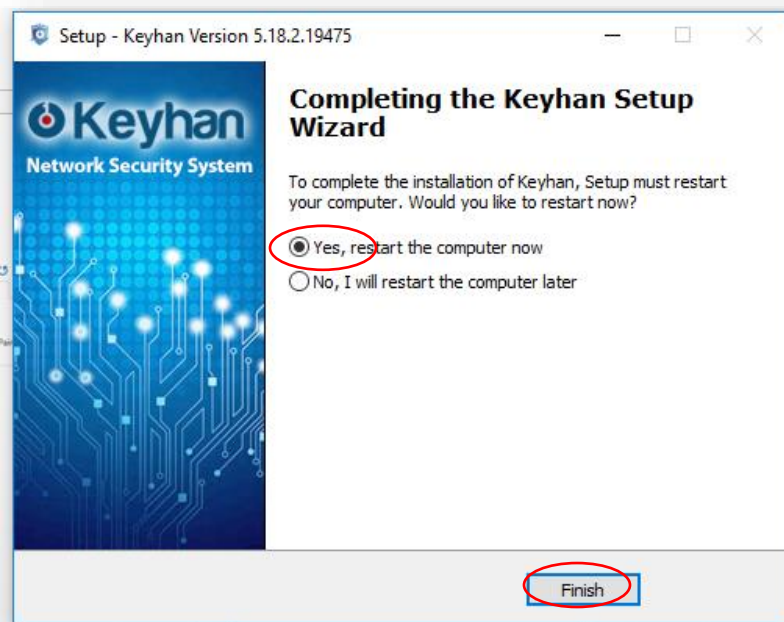 Setup - Keyhan Version 5.18.2.19475
Keyhan
Network Security System
Completing the Keyhan Setup
Wizard
To complete the installation of Keyhan, Setup must restart
your computer. Would you like to restart now?
Yes, restart the computer now
No, I will restart the computer later
Finish